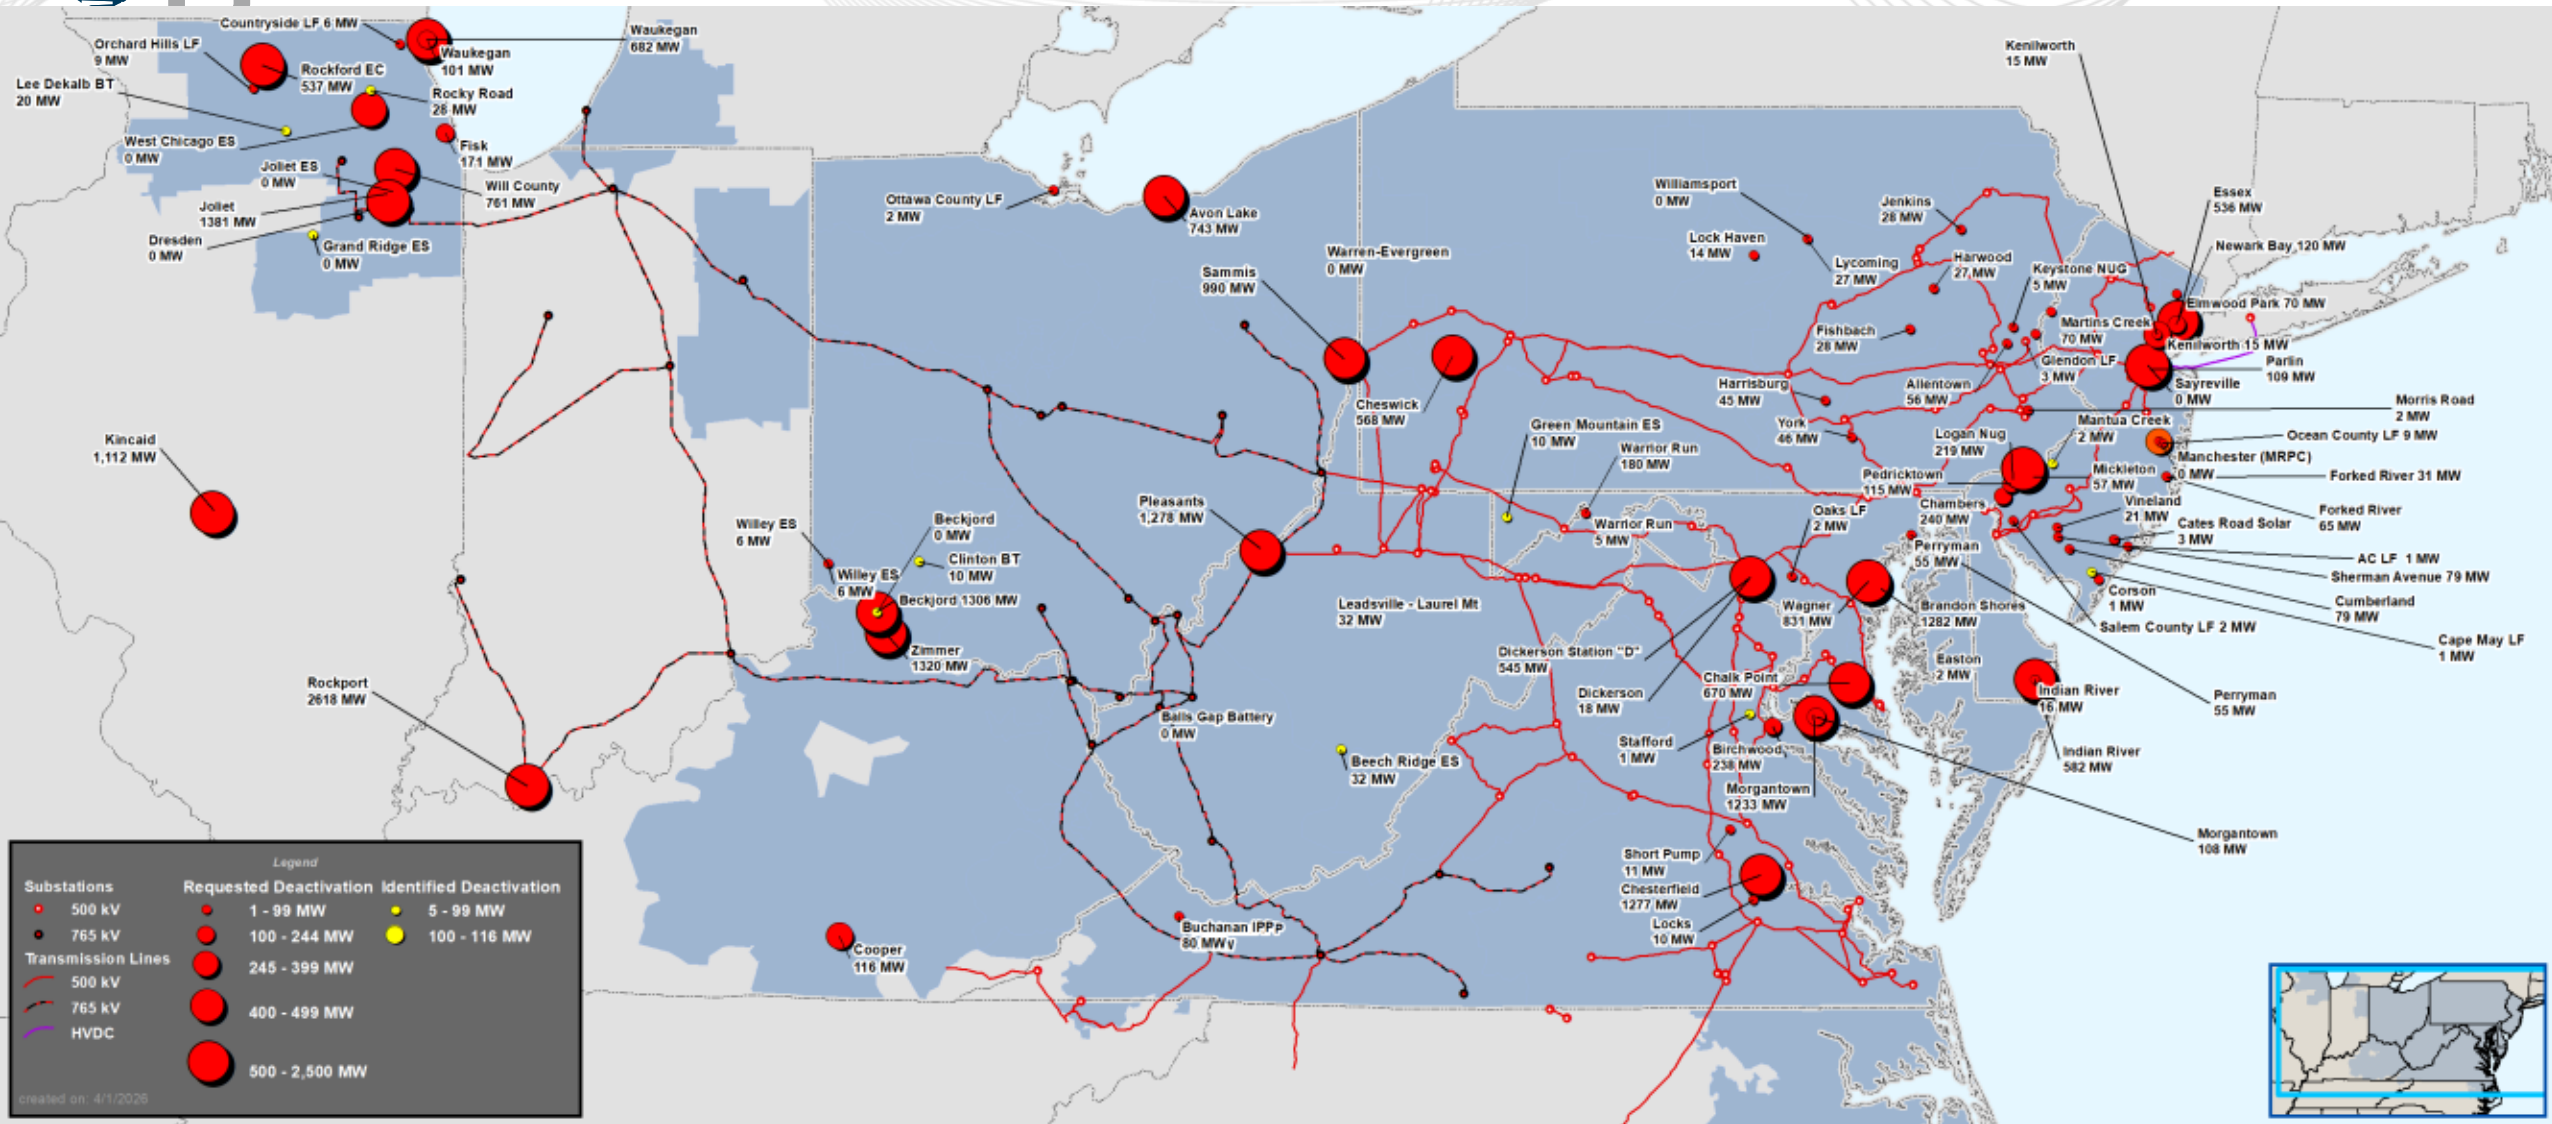 Countryside LF 6 MW
Waukegan
682 MW
Orchard Hills LF
9 MW
Waukegan
101 MW
Rockford EC
537 MW
Lee Dekalb BT
20 MW
Rocky Road
28 MW
West Chicago ES
0 MW
Fisk
171 MW
Joliet ES
0 MW
Will County
761 MW
Joliet
1381 MW
Dresden
0 MW
Grand Ridge ES
0 MW
Kincaid
1,112 MW
Rockport
2618 MW
Ottawa County LF
2 MW
Avon Lake
743 MW
Sammis
990 MW
Warren-Evergreen
0 MW
Cheswick
568 MW
Pleasants
1,278 MW
Willey ES
6 MW
Beckjord
0 MW
Clinton BT
10 MW
Willey ES
6 MW
Beckjord 1306 MW
Zimmer
1320 MW
Balls Gap Battery
0 MW
Cooper
116 MW
Buchanan IPPP
80 MW
Beech Ridge ES
32 MW
Leadsville - Laurel Mt
32 MW
Green Mountain ES
10 MW
Warrior Run
180 MW
Warrior Run
5 MW
Kenilworth
15 MW
Williamsport
0 MW
Jenkins
28 MW
Essex
536 MW
Lock Haven
14 MW
Newark Bay 120 MW
Lycoming
27 MW
Harwood
27 MW
Keystone NUG
5 MW
Elmwood Park 70 MW
Fishbach
28 MW
Martins Creek
70 MW
Kenilworth 15 MW
Glendon LF
3 MW
Parlin
109 MW
Harrisburg
45 MW
Allentown
56 MW
Sayreville
0 MW
Morris Road
2 MW
York
46 MW
Logan Nug
219 MW
Mantua Creek
2 MW
Ocean County LF 9 MW
Manchester (MRPC)
0 MW
Pedricktown
115 MW
Mickleton
57 MW
Forked River 31 MW
Oaks LF
2 MW
Chambers
240 MW
Vineland
21 MW
Forked River
65 MW
Cates Road Solar
3 MW
Perryman
55 MW
AC LF 1 MW
Sherman Avenue 79 MW
Corson
1 MW
Cumberland
79 MW
Wagner
831 MW
Brandon Shores
1282 MW
Salem County LF 2 MW
Cape May LF
1 MW
Dickerson Station "D"
545 MW
Easton
2 MW
Dickerson
18 MW
Chalk Point
670 MW
Indian River
16 MW
Perryman
55 MW
Stafford
1 MW
Birchwood
238 MW
Indian River
582 MW
Morgantown
1233 MW
Morgantown
108 MW
Short Pump
11 MW
Chesterfield
1277 MW
Locks
10 MW
Legend
Substations
500 kV
765 kV
Transmission Lines
500 kV
765 kV
HVDC
Requested Deactivation
1 - 99 MW
100 - 244 MW
245 - 399 MW
400 - 499 MW
500 - 2,500 MW
Identified Deactivation
5 - 99 MW
100 - 116 MW
created on: 4/1/2026